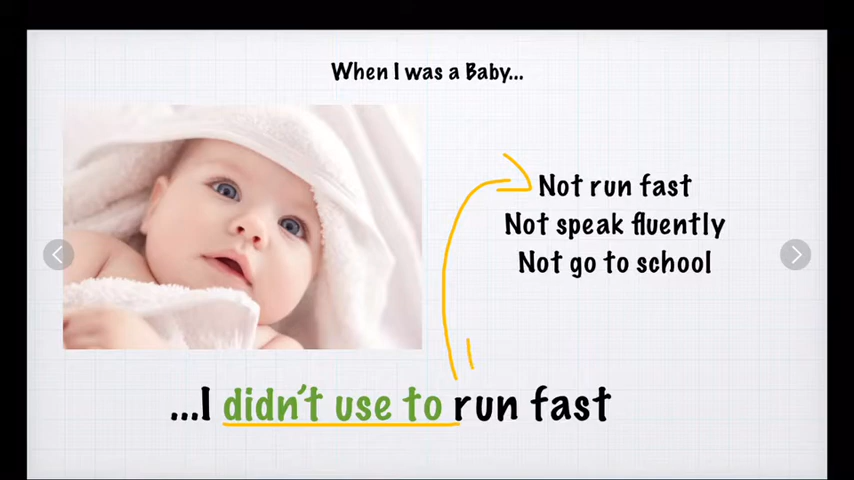 When I was a Baby...
Not run fast
Not speak fluently
Not go to school
...I didn't use to run fast